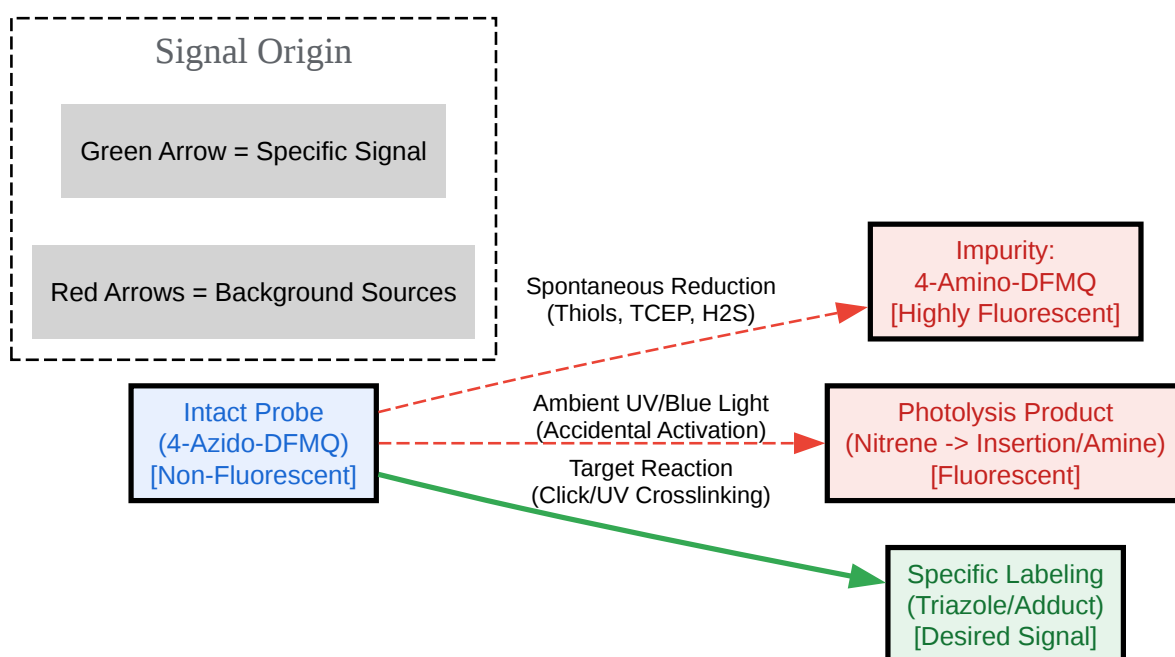 Signal Origin
Green Arrow = Specific Signal
Red Arrows = Background Sources
Spontaneous Reduction
(Thiols, TCEP, H2S)
Impurity:
4-Amino-DFMQ
[Highly Fluorescent]
Intact Probe
(4-Azido-DFMQ)
[Non-Fluorescent]
Ambient UV/Blue Light
(Accidental Activation)
Photolysis Product
(Nitrene -> Insertion/Amine)
[Fluorescent]
Target Reaction
(Click/UV Crosslinking)
Specific Labeling
(Triazole/Adduct)
[Desired Signal]